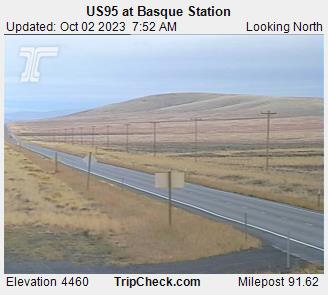 US95 at Basque Station
Updated: Oct 02 2023 7:52 AM Looking North
Elevation 4460 TripCheck.com Milepost 91.62